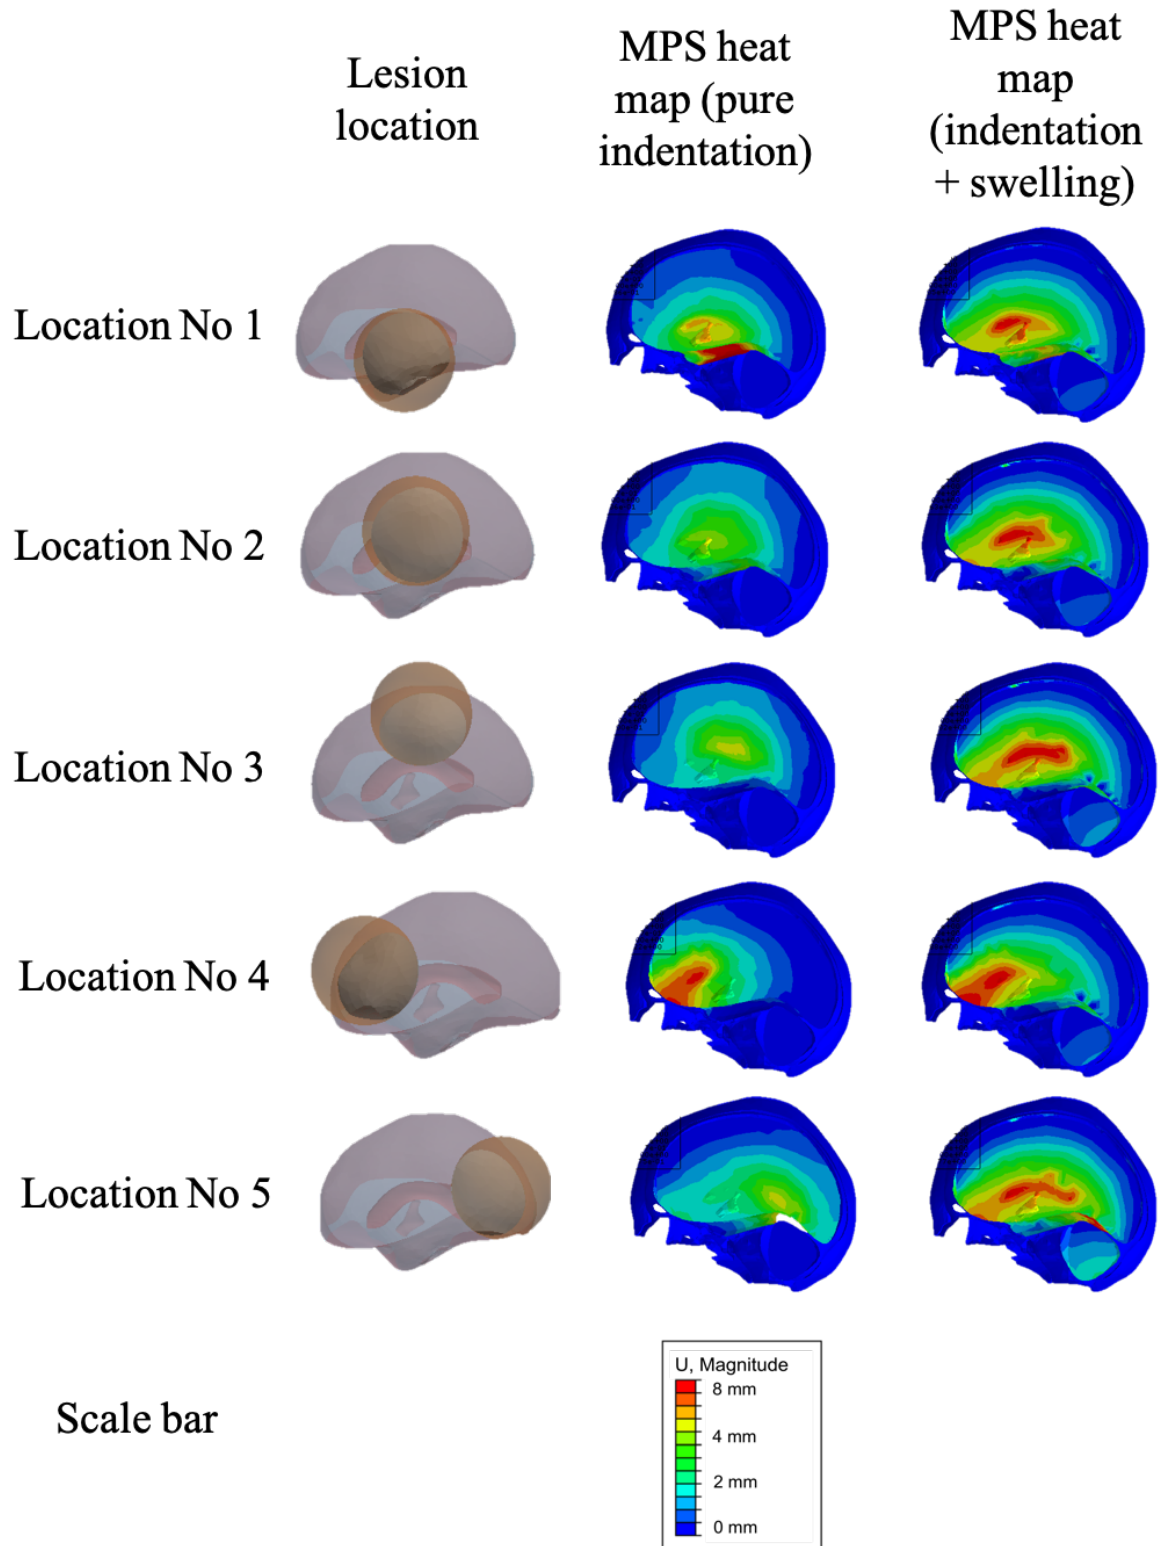 Lesion
location
MPS heat
map (pure
indentation)
MPS heat
map
(indentation
+ swelling)
Location No 1
Location No 2
Location No 3
Location No 4
Location No 5
Scale bar
U, Magnitude
8 mm
4 mm
2 mm
0 mm